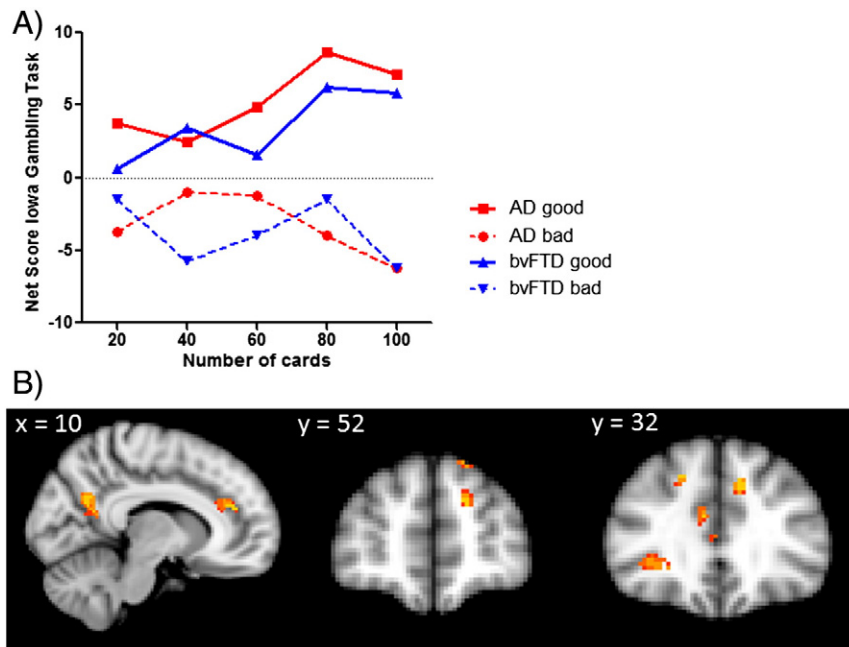 A)
Net Score Iowa Gambling Task
10
5
0
-5
-10
20 40 60 80 100
Number of cards
AD good
AD bad
bvFTD good
bvFTD bad
B)
x = 10
y = 52
y = 32